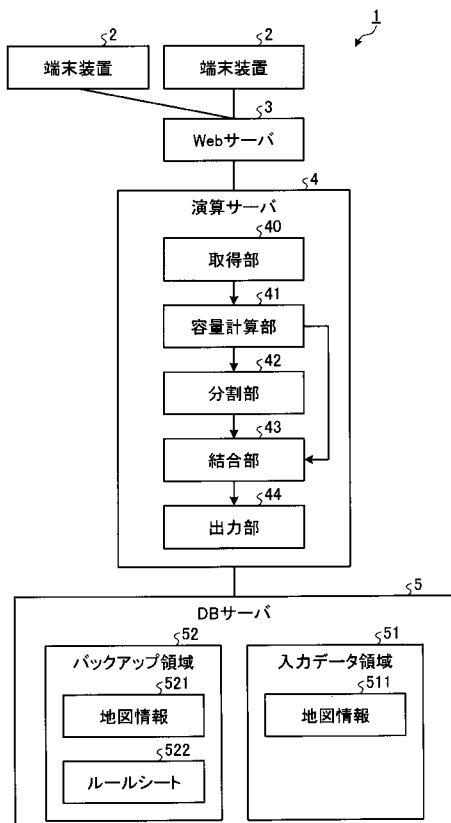 1
2
2
端末装置
端末装置
3
Webサーバ
4
演算サーバ
40
取得部
41
容量計算部
42
分割部
43
結合部
44
出力部
5
DBサーバ
52
バックアップ領域
521
地図情報
522
ルールシート
51
入力データ領域
511
地図情報